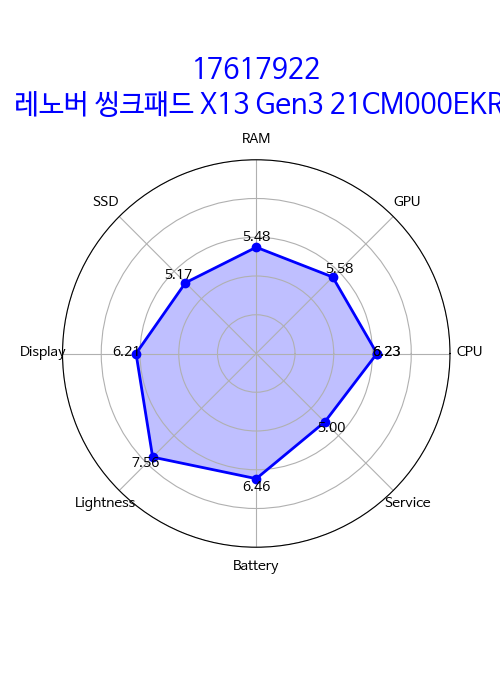 17617922
레노버 씽크패드 X13 Gen3 21CM000EKR
RAM
SSD
GPU
5.48
5.17
5.58
Display
6.21
6.23
CPU
5.00
7.56
6.46
Lightness
Service
Battery